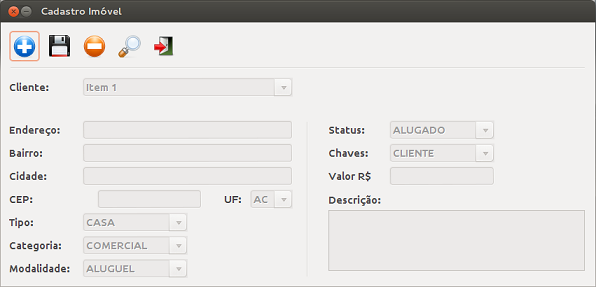 Cadastro Imóvel
Cliente: Item 1
Endereço:
Bairro:
Cidade:
CEP: UF: AC
Tipo: CASA
Categoria: COMERCIAL
Modalidade: ALUGUEL
Status: ALUGADO
Chaves: CLIENTE
Valor R$
Descrição: